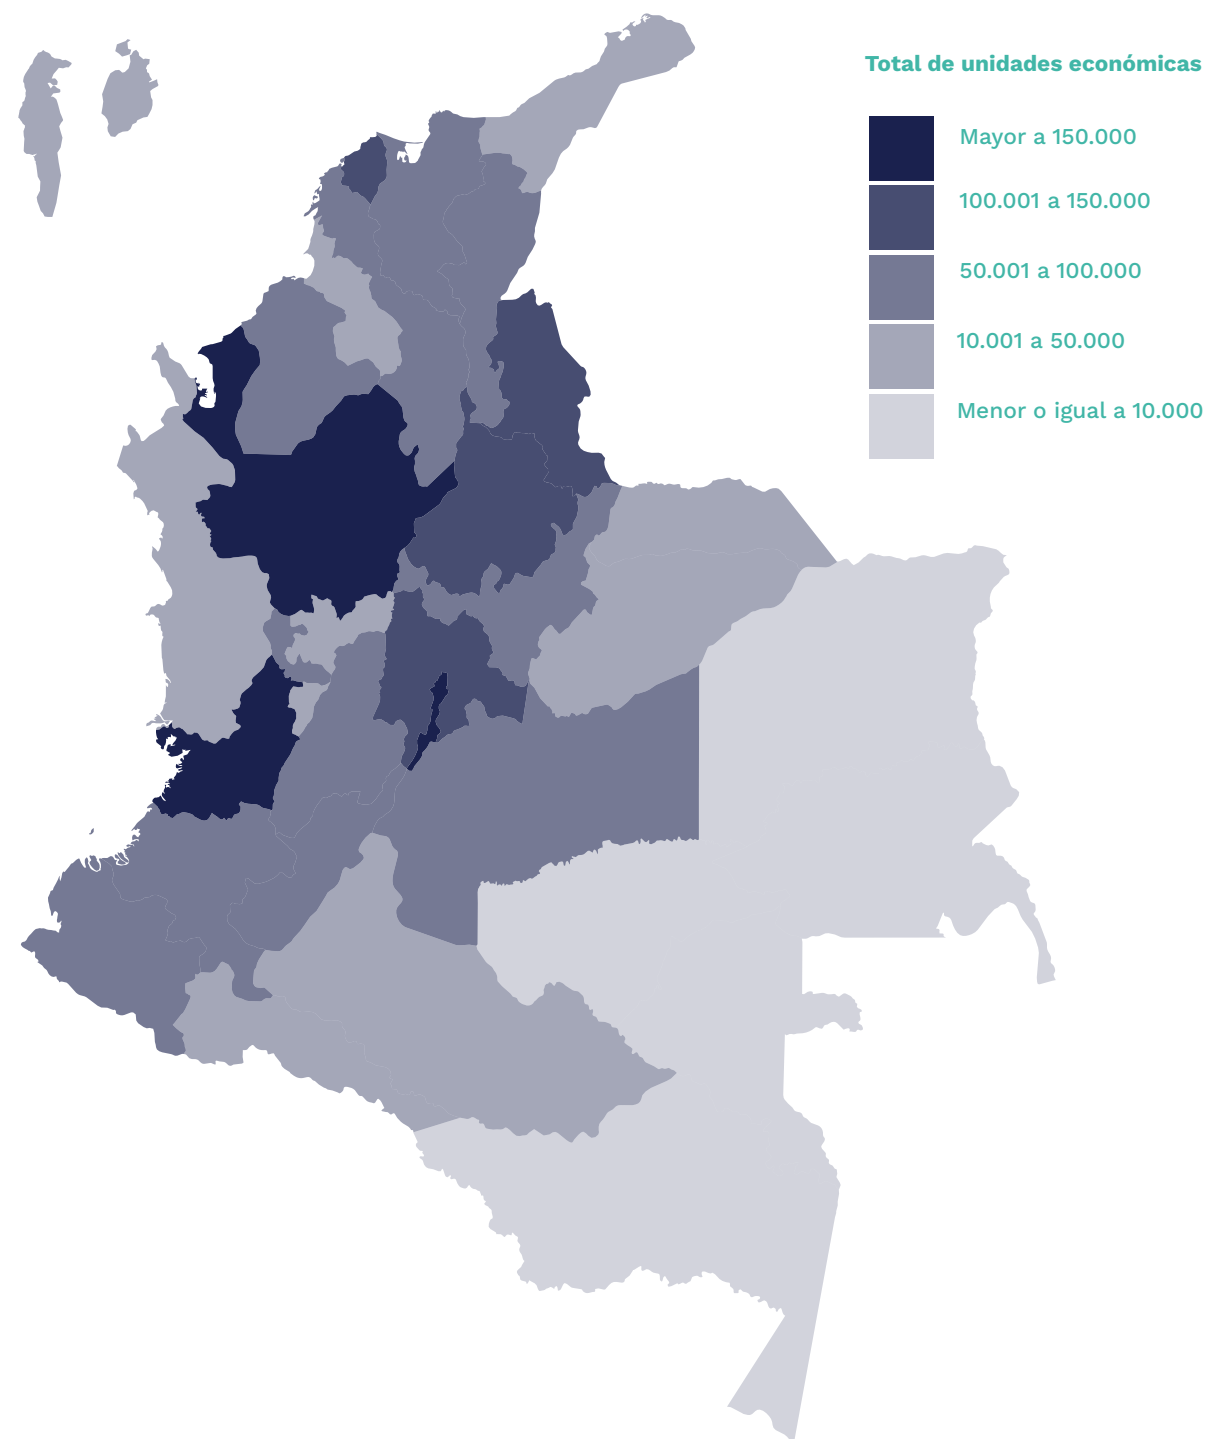 Total de unidades económicas
Mayor a 150.000
100.001 a 150.000
50.001 a 100.000
10.001 a 50.000
Menor o igual a 10.000